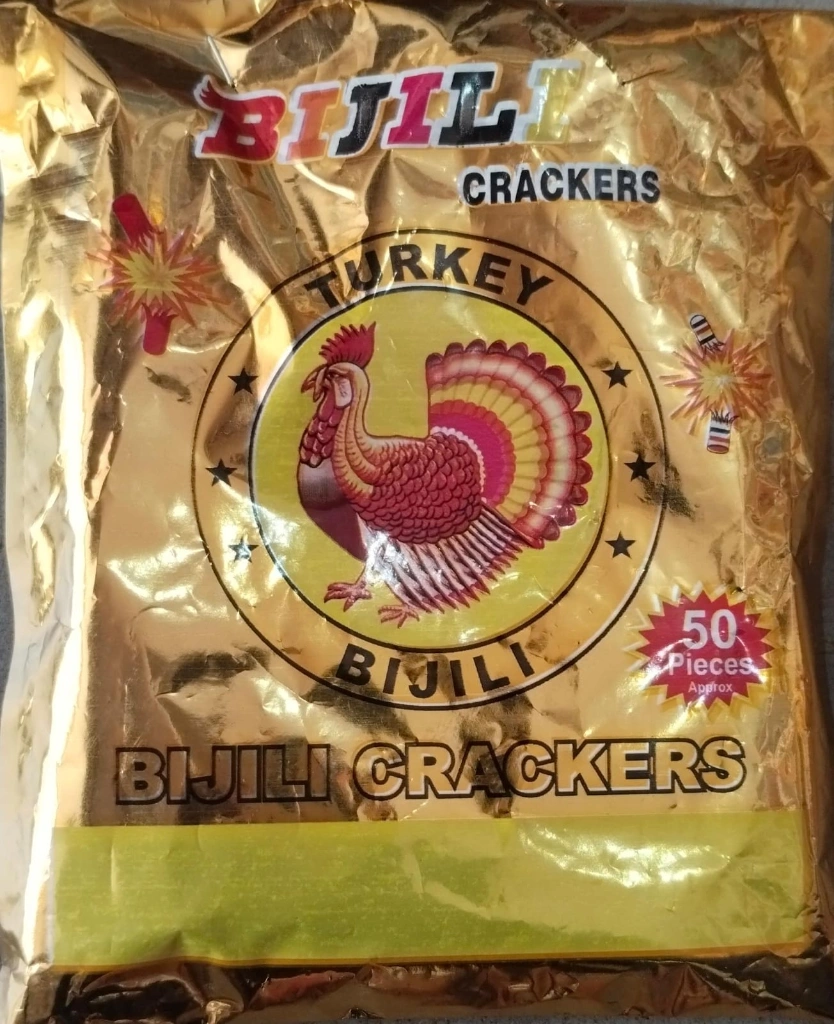 BIJILI
CRACKERS
TURKEY
BIJILI
50
Pieces
Approx
BIJILI CRACKERS